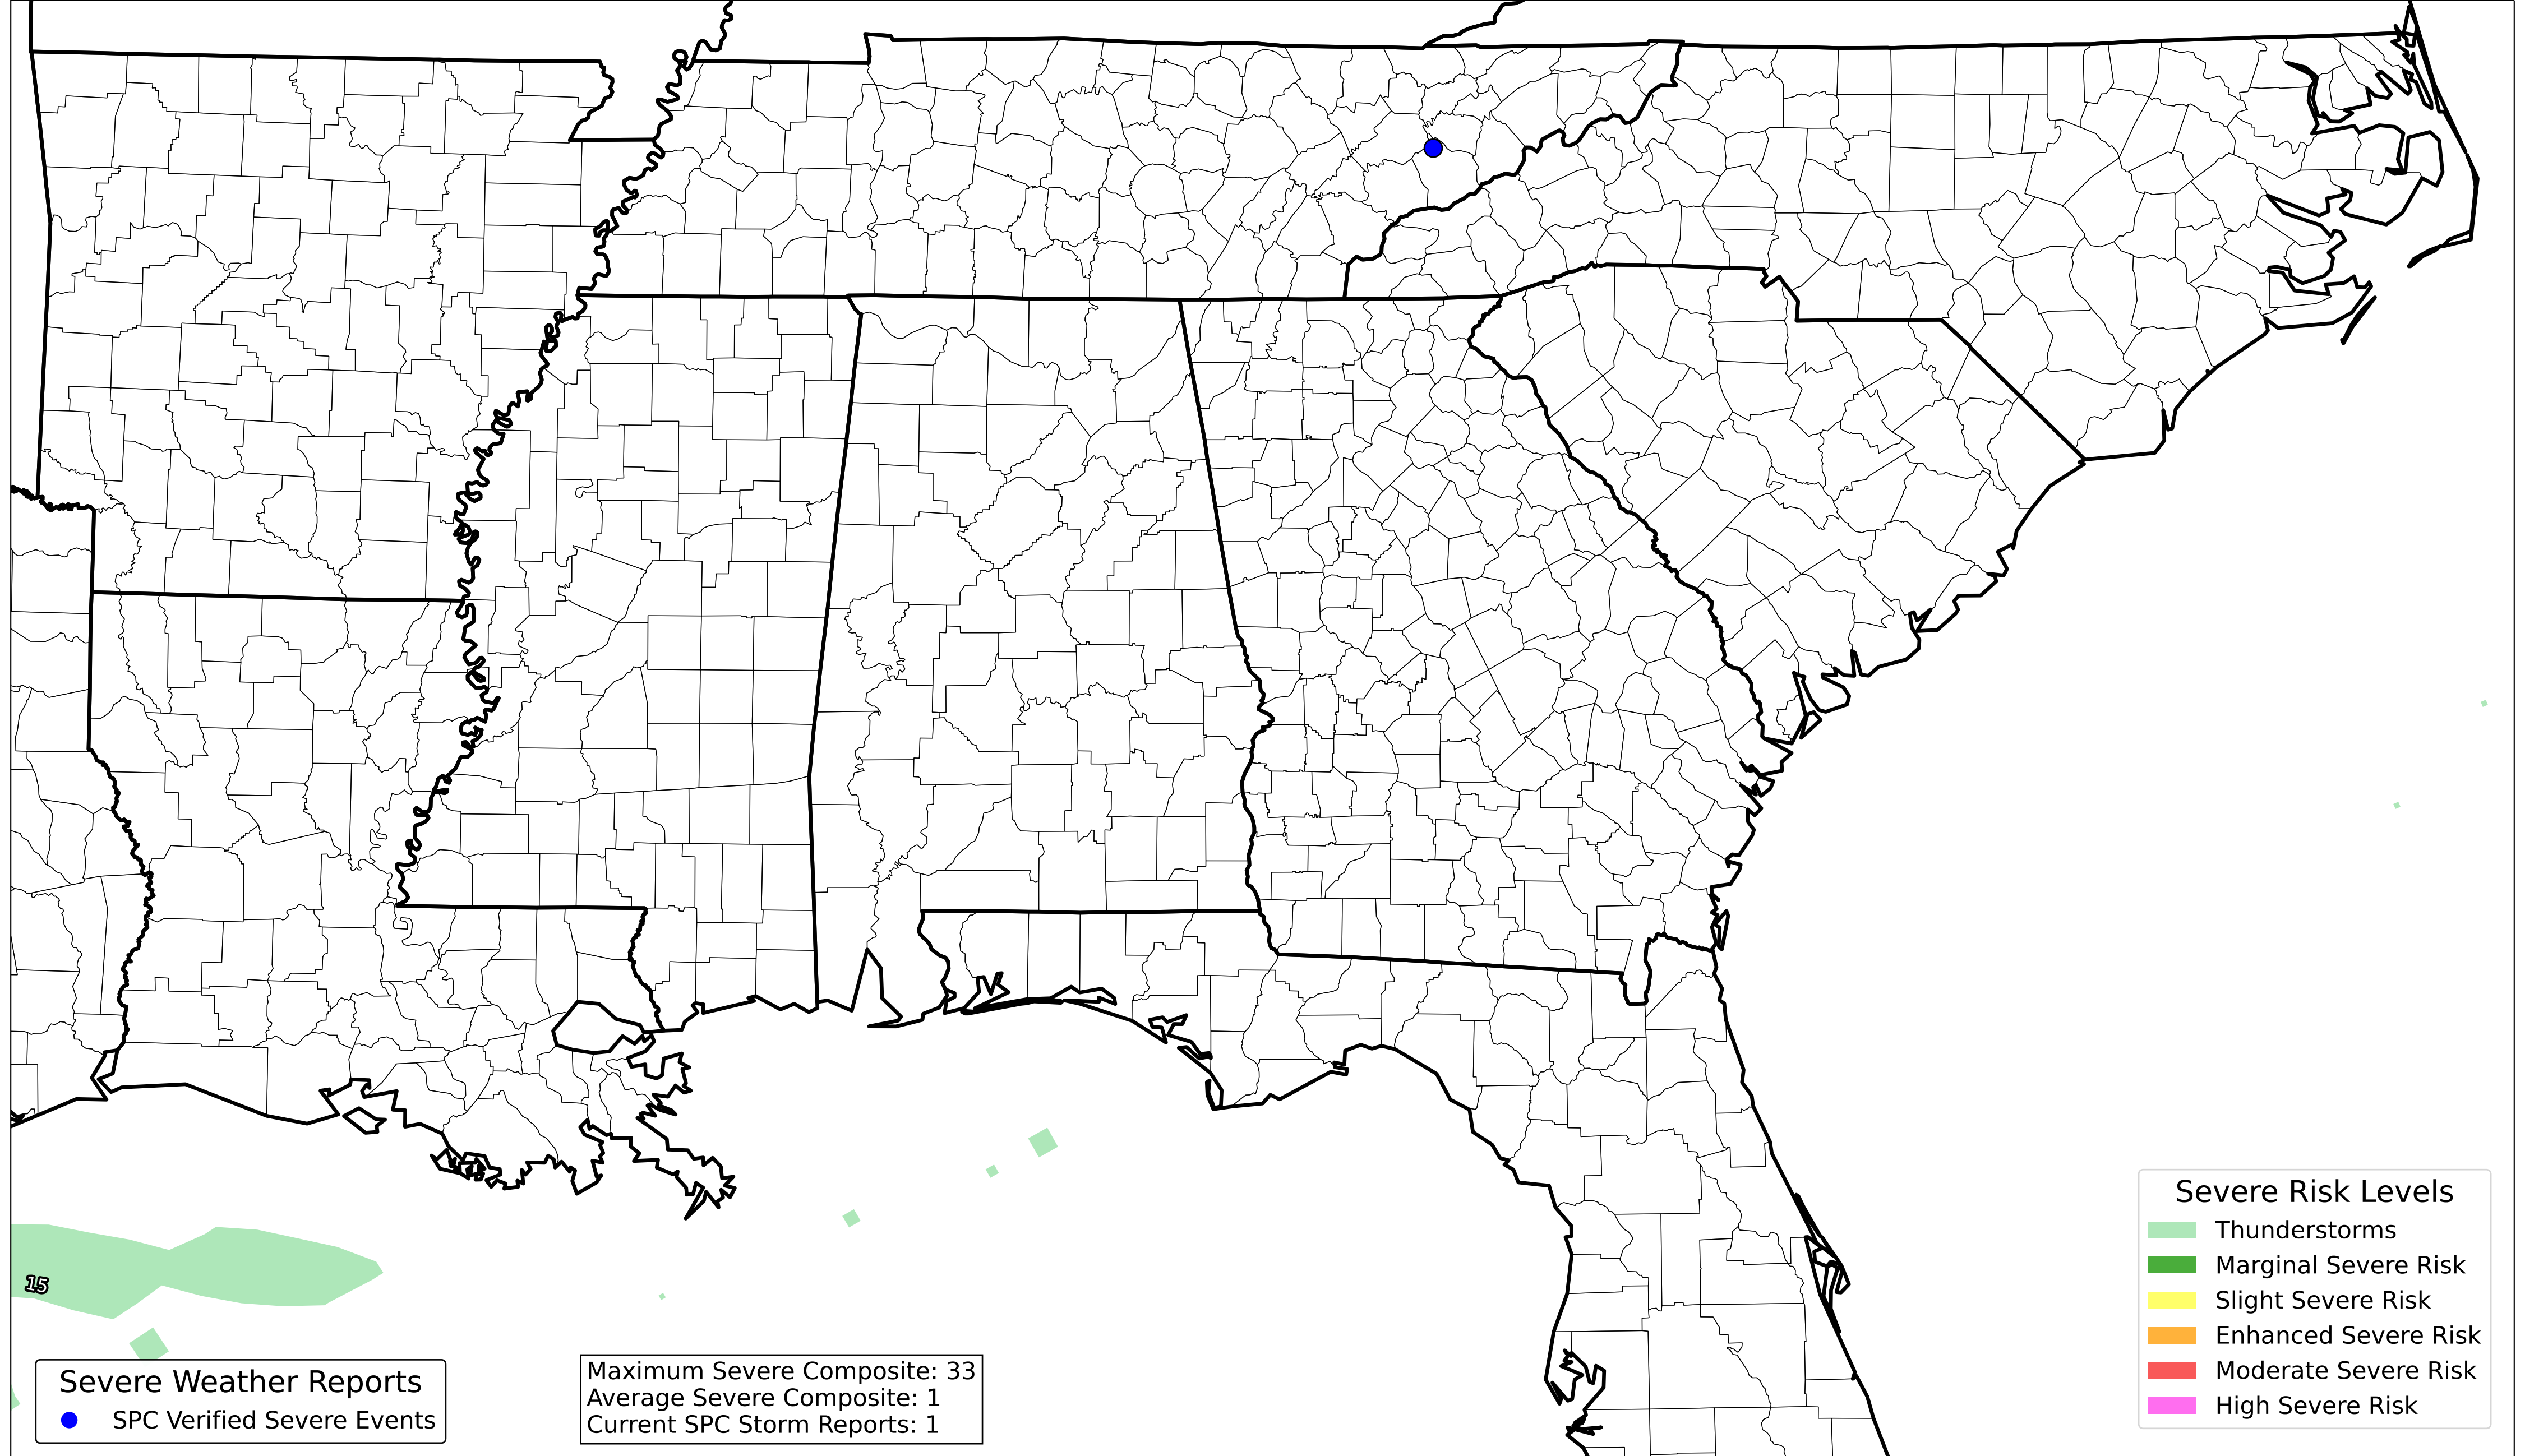 15
Severe Weather Reports
SPC Verified Severe Events
Maximum Severe Composite: 33
Average Severe Composite: 1
Current SPC Storm Reports: 1
Severe Risk Levels
Thunderstorms
Marginal Severe Risk
Slight Severe Risk
Enhanced Severe Risk
Moderate Severe Risk
High Severe Risk